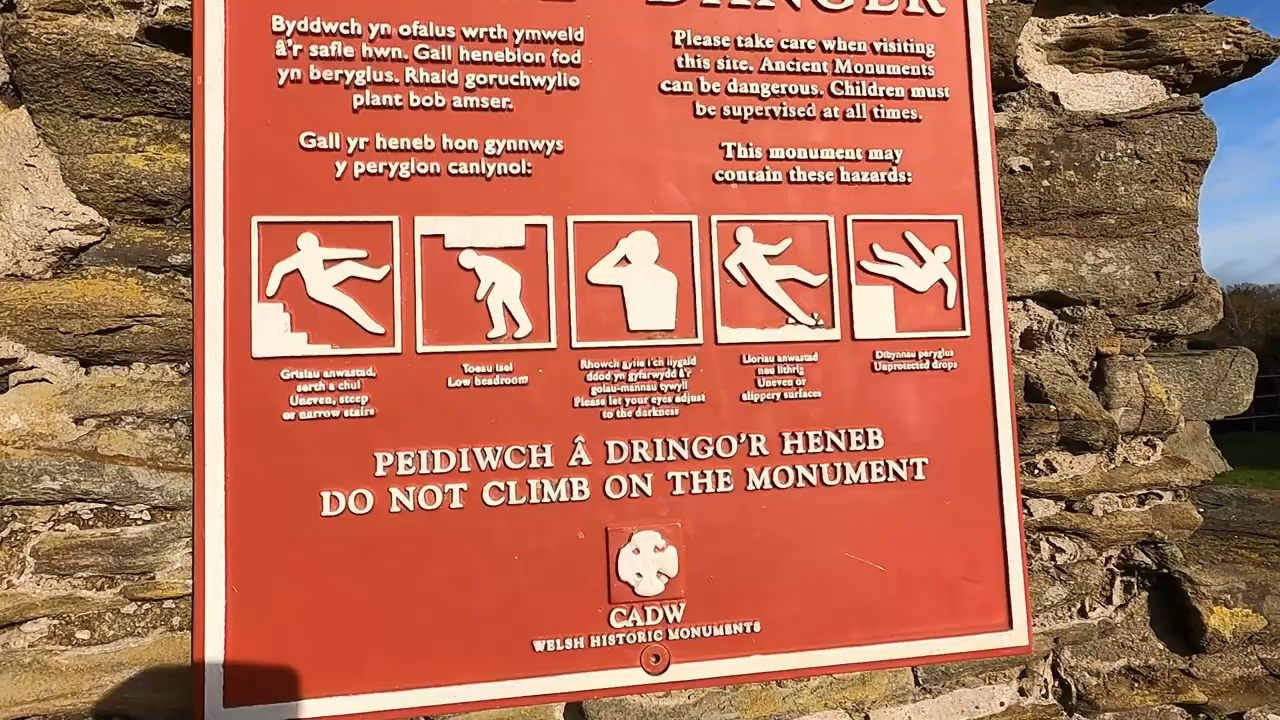 DANGER
Byddwch yn ofalus wrth ymweld
â'r safle hwn. Gall henebion fod
yn beryglus. Rhaid goruchwylio
plant bob amser.
Gall yr heneb hon gynnwys
y peryglon canlynol:
Please take care when visiting
this site. Ancient Monuments
can be dangerous. Children must
be supervised at all times.
This monument may
contain these hazards:
Grisiau anwastad,
serth a chul
Uneven, steep
or narrow stairs
Toeau isel
Low headroom
Rhowch gyfle i'ch llygaid
ddod yn gyfarwydd â'r
golau-mannau tywyll
Please let your eyes adjust
to the darkness
Lloriau anwastad
neu lithrig
Uneven or
slippery surfaces
Dibynnau peryglus
Unprotected drops
PEIDIWCH Â DRINGO'R HENEB
DO NOT CLIMB ON THE MONUMENT
CADW
WELSH HISTORIC MONUMENTS